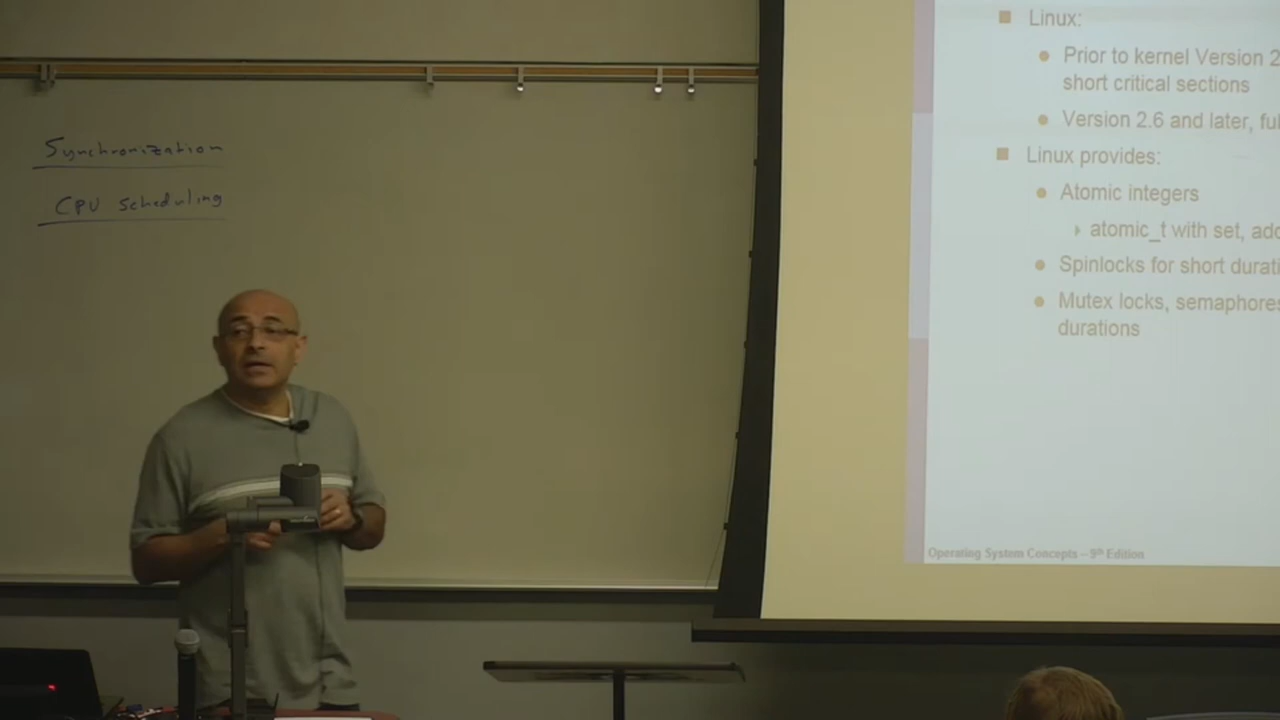 Synchronization
CPU Scheduling
Linux:
Prior to kernel Version 2
short critical sections
Version 2.6 and later, ful
Linux provides:
Atomic integers
atomic_t with set, add
Spinlocks for short durati
Mutex locks, semaphores
durations
Operating System Concepts – 9th Edition